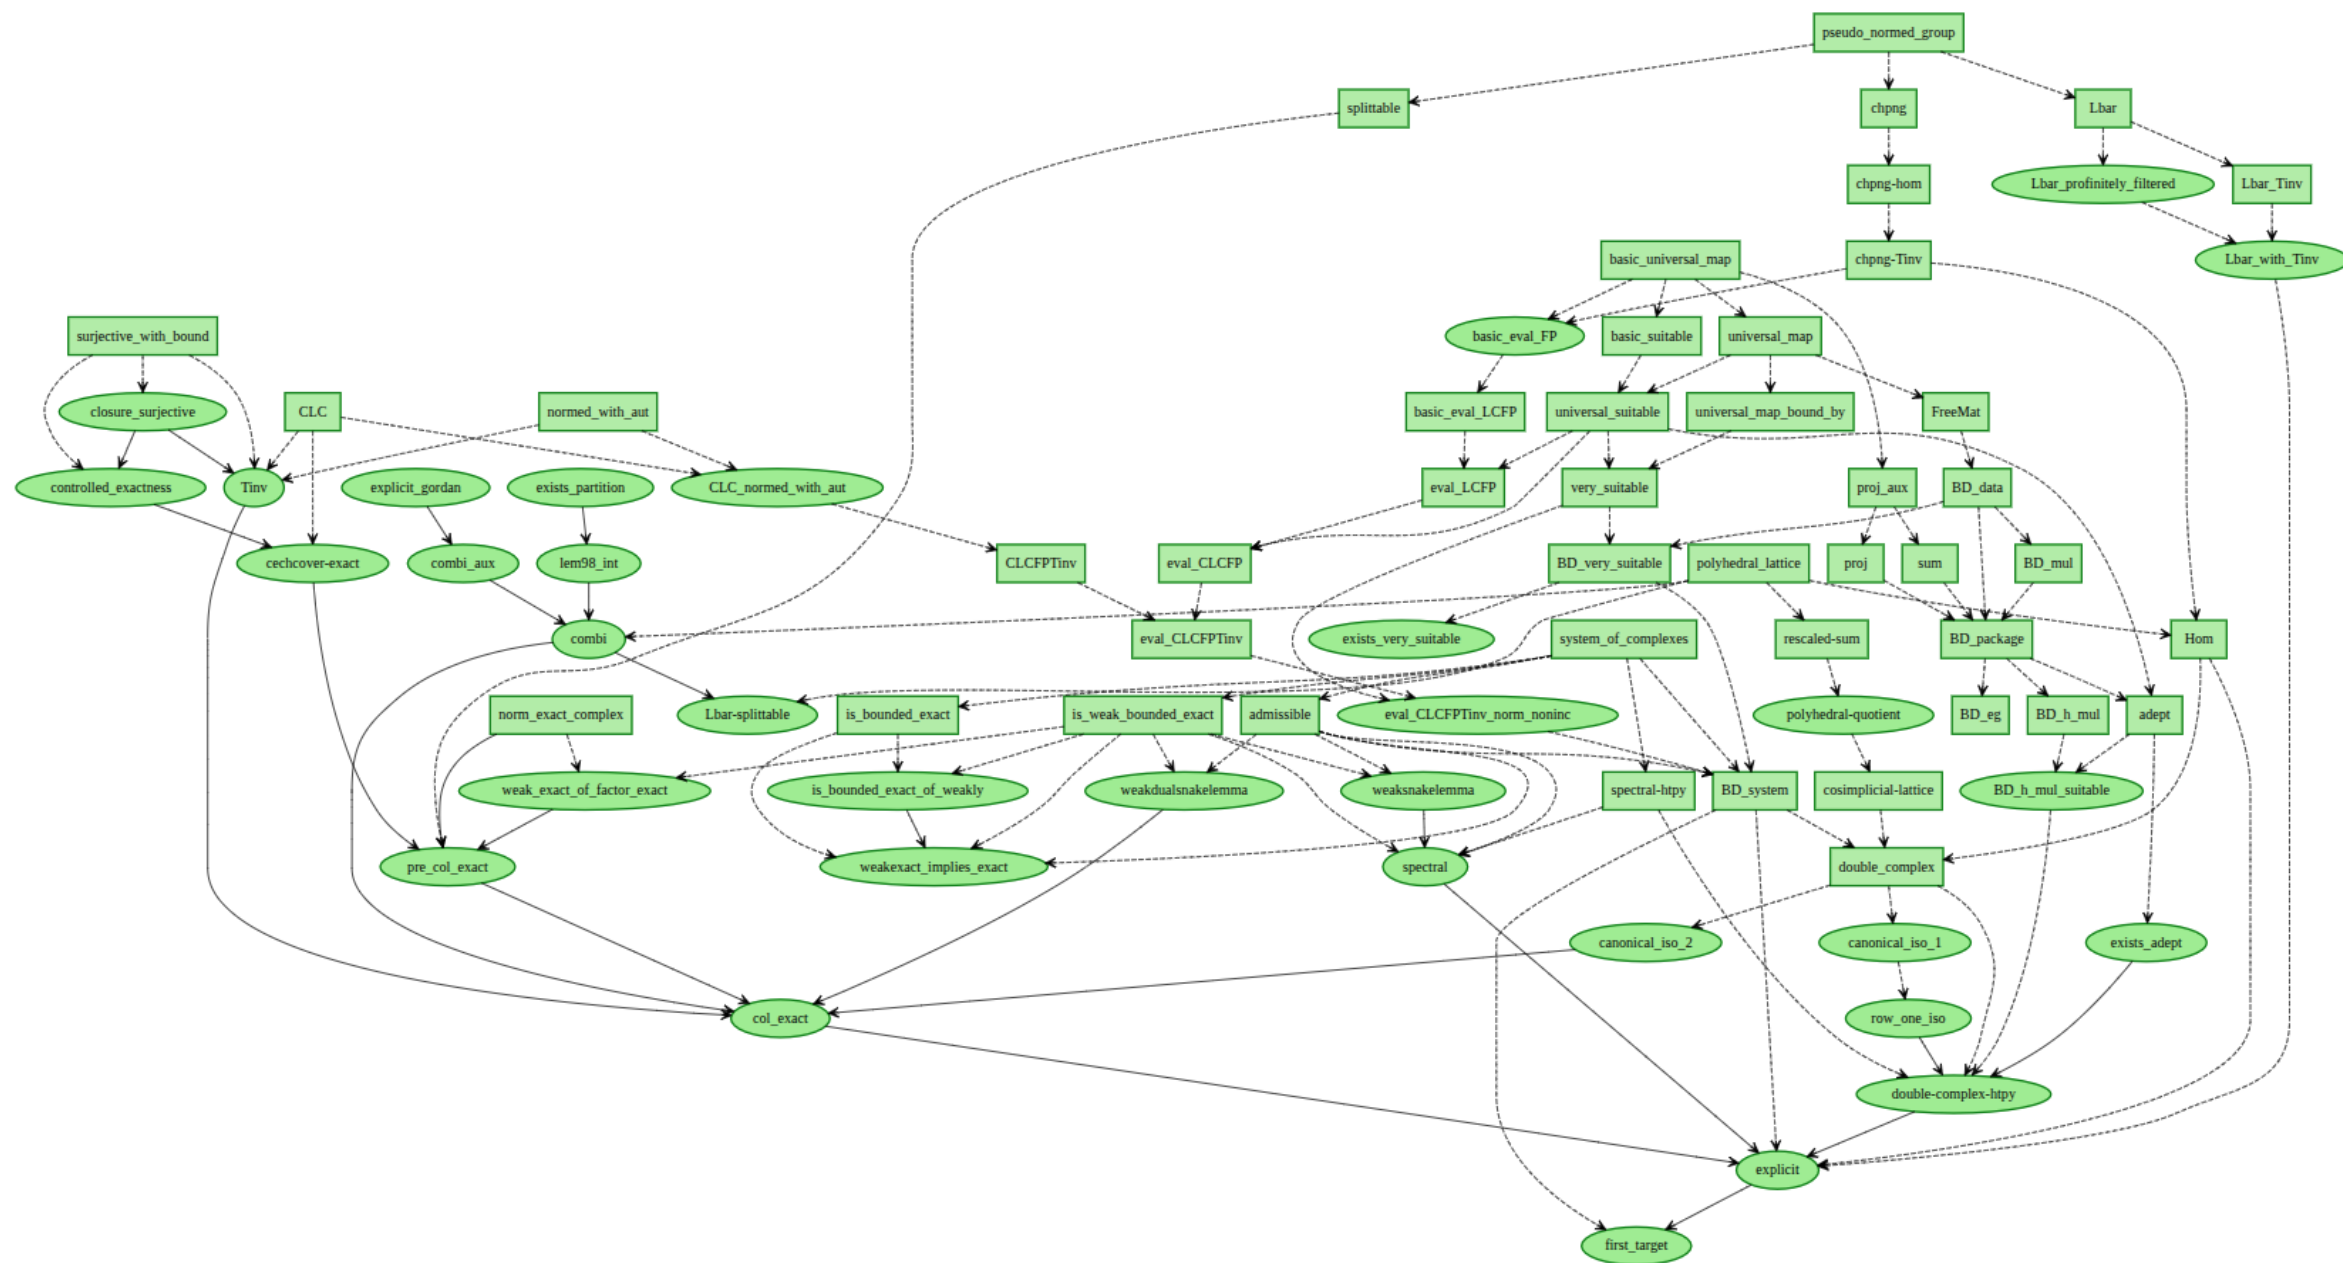 pseudo_normed_group
splittable
chpng
Lbar
chpng-hom
Lbar_profinitely_filtered
Lbar_Tinv
basic_universal_map
chpng-Tinv
Lbar_with_Tinv
surjective_with_bound
basic_eval_FP
basic_suitable
universal_map
closure_surjective
CLC
normed_with_aut
basic_eval_LCFP
universal_suitable
universal_map_bound_by
FreeMat
controlled_exactness
Tinv
explicit_gordan
exists_partition
CLC_normed_with_aut
eval_LCFP
very_suitable
proj_aux
BD_data
cechcover-exact
combi_aux
lem98_int
CLCFPTinv
eval_CLCFP
BD_very_suitable
polyhedral_lattice
proj
sum
BD_mul
combi
eval_CLCFPTinv
exists_very_suitable
system_of_complexes
rescaled-sum
BD_package
Hom
norm_exact_complex
Lbar-splittable
is_bounded_exact
is_weak_bounded_exact
admissible
eval_CLCFPTinv_norm_noninc
polyhedral-quotient
BD_eg
BD_h_mul
adept
weak_exact_of_factor_exact
is_bounded_exact_of_weakly
weakdualsnakelemma
weaksnakelemma
spectral-htpy
BD_system
cosimplicial-lattice
BD_h_mul_suitable
pre_col_exact
weakexact_implies_exact
spectral
double_complex
canonical_iso_2
canonical_iso_1
exists_adept
col_exact
row_one_iso
double-complex-htpy
explicit
first_target